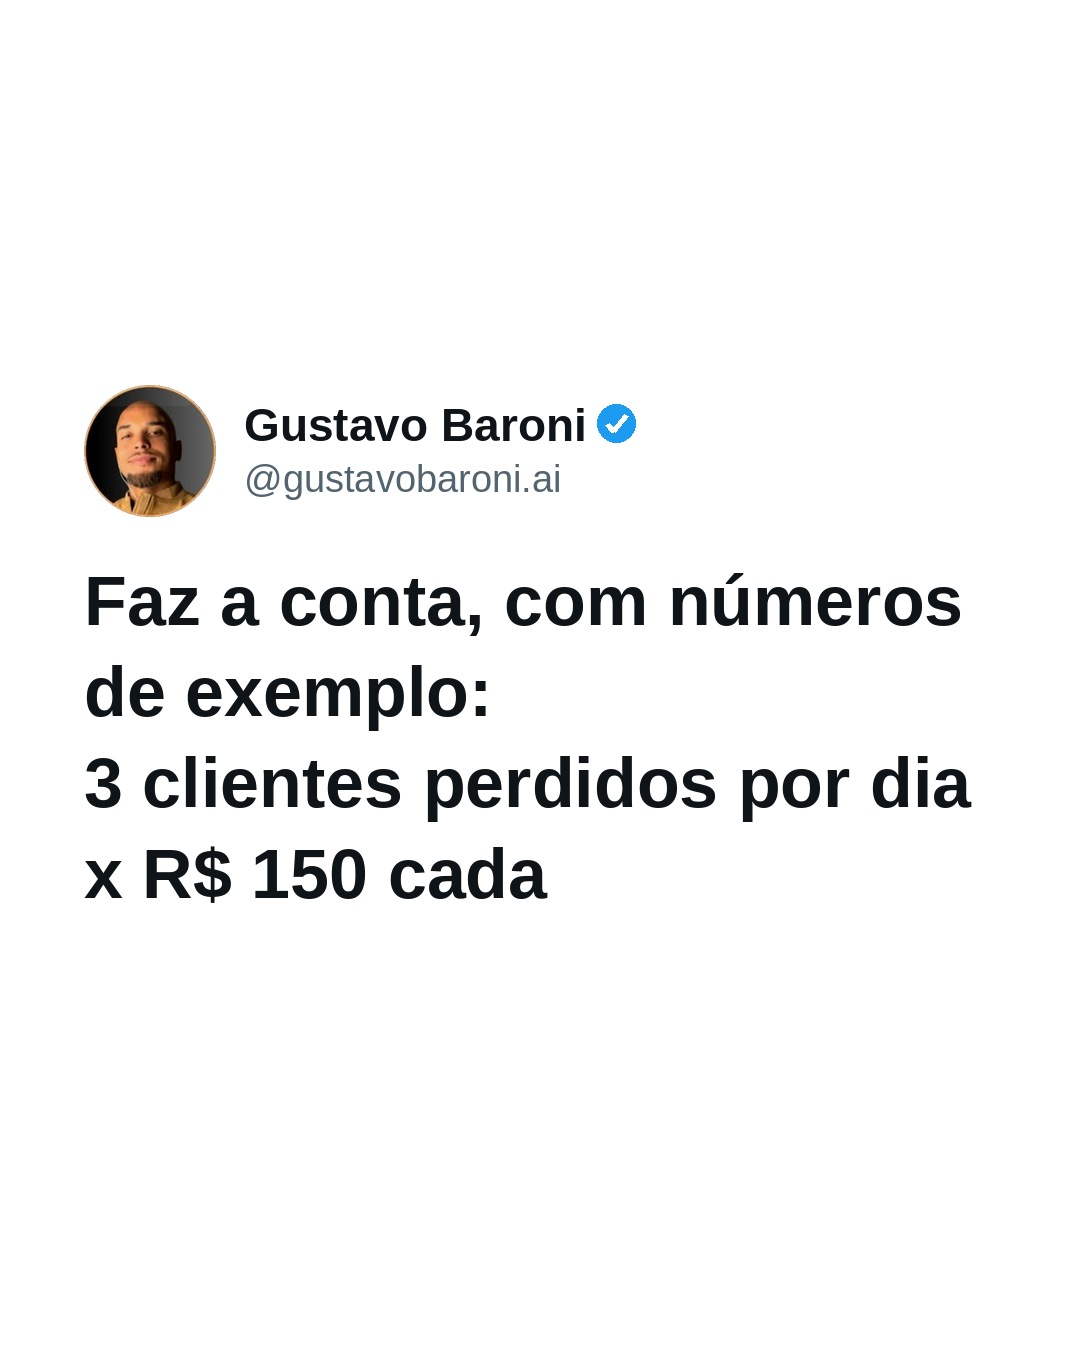 Gustavo Baroni
@gustavobaroni.ai
Faz a conta, com números
de exemplo:
3 clientes perdidos por dia
x R$ 150 cada